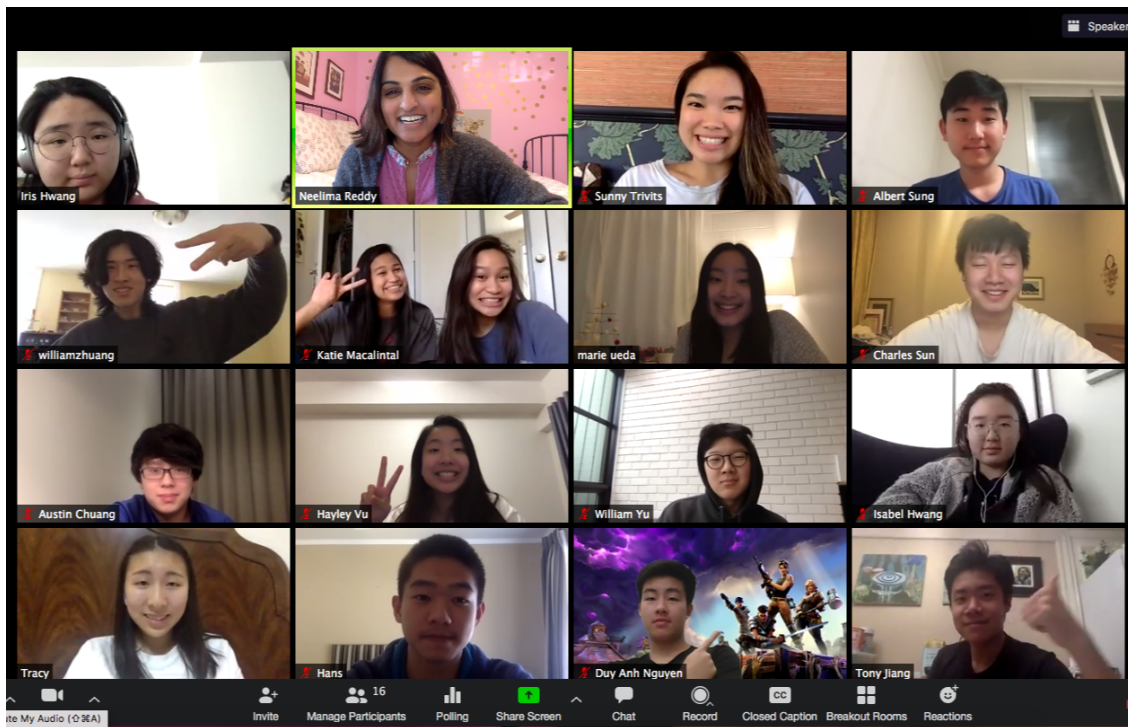 Speaker
Iris Hwang
Neelima Reddy
Sunny Trivits
Albert Sung
williamzhuang
Katie Macalintal
marie ueda
Charles Sun
Austin Chuang
Hayley Vu
William Yu
Isabel Hwang
Tracy
Hans
Duy Anh Nguyen
Tony Jiang
16
Invite
Manage Participants
Polling
Share Screen
Chat
Record
CC
Closed Caption
Breakout Rooms
Reactions
ute My Audio (⇧⌘A)